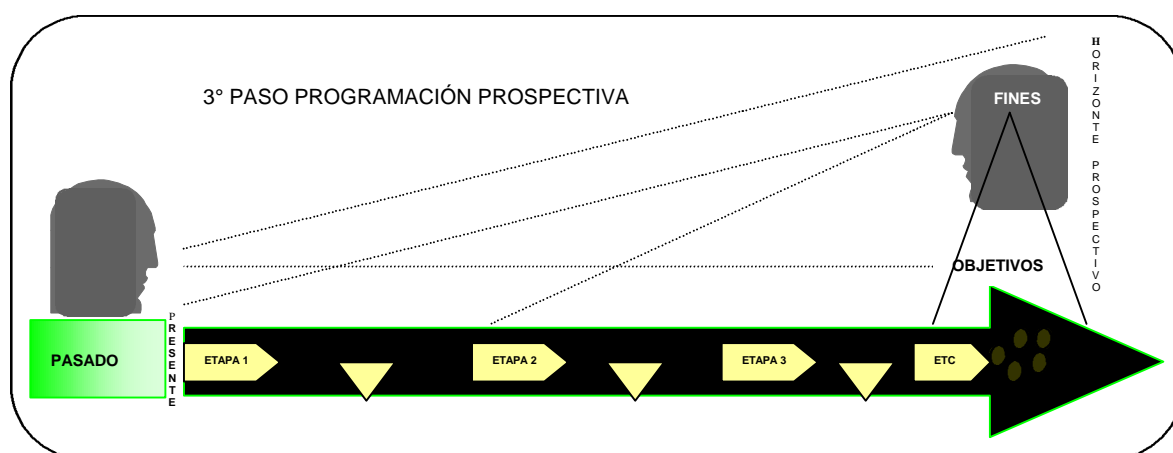 3° PASO PROGRAMACIÓN PROSPECTIVA
FINES
HORIZONTE PROSPECTIVO
OBJETIVOS
PASADO
PRESENTE
ETAPA 1
ETAPA 2
ETAPA 3
ETC